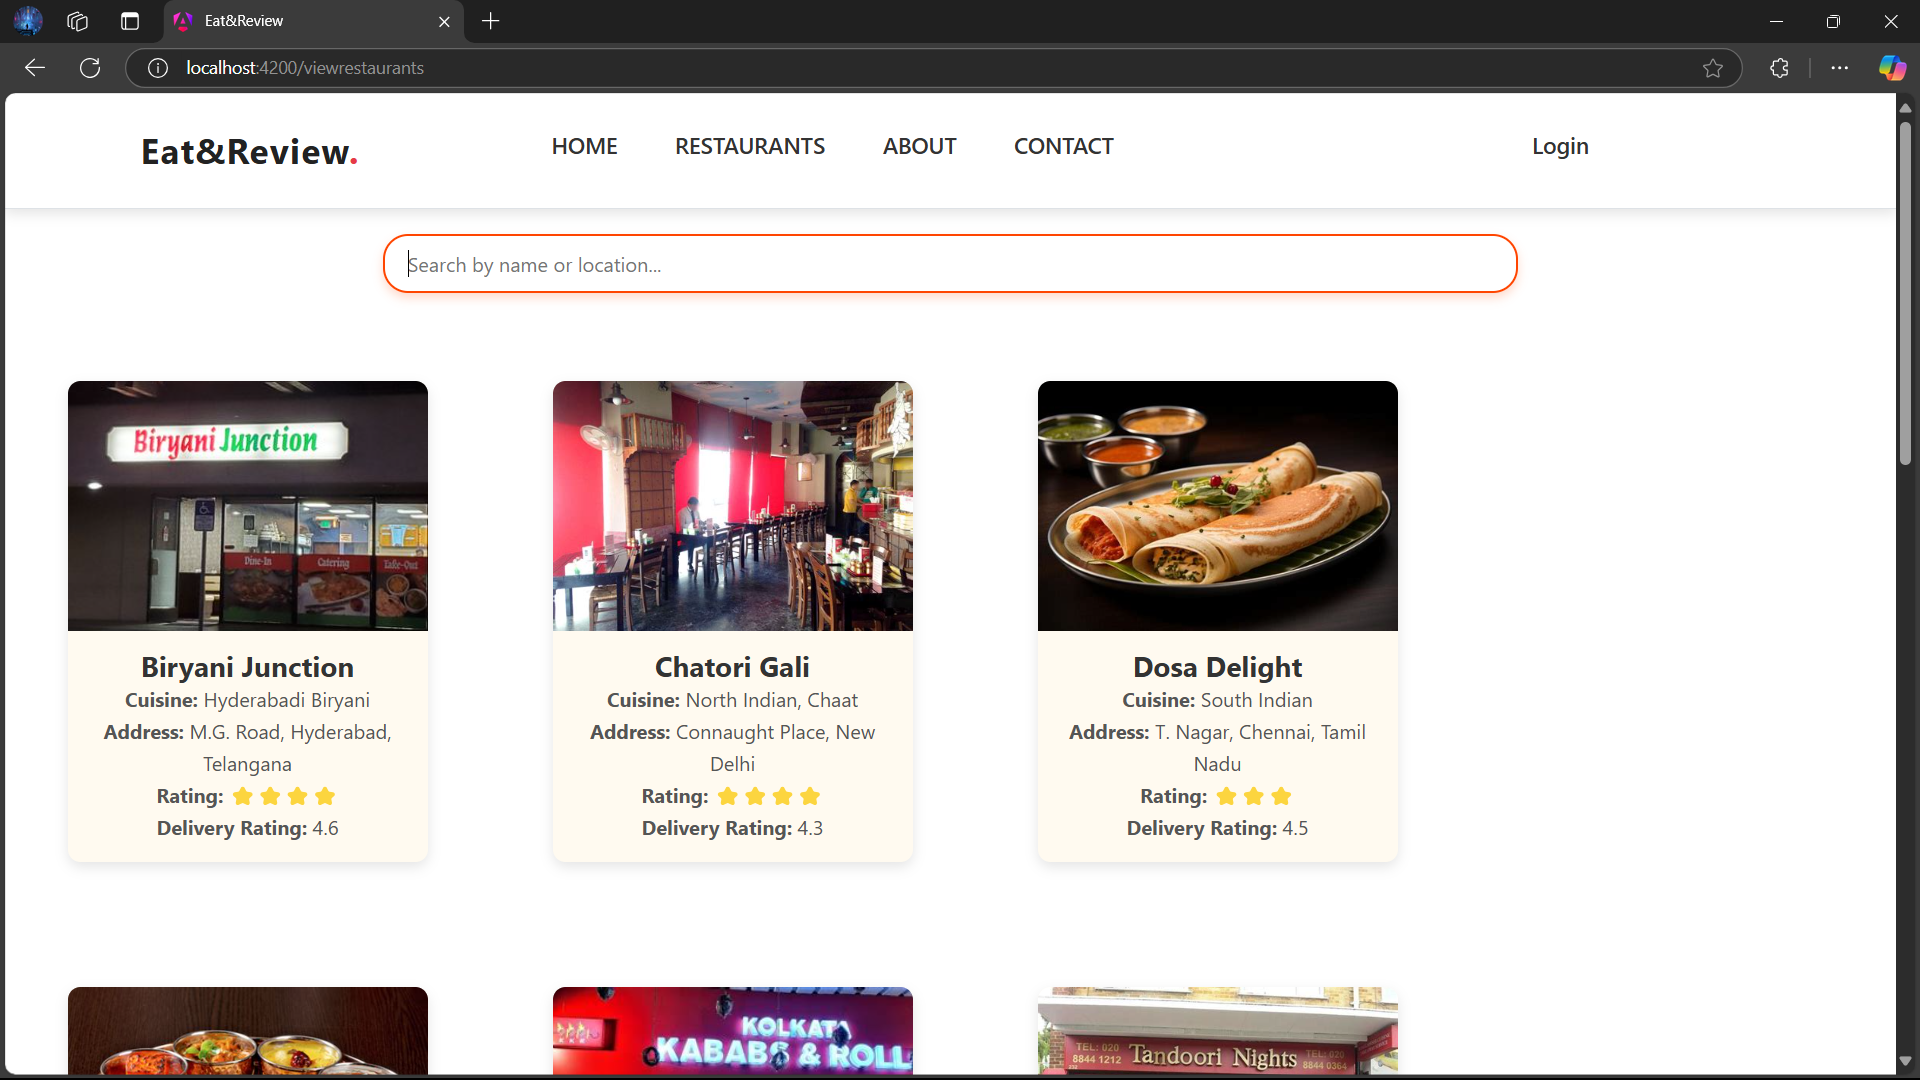 Eat&Review
localhost:4200/viewrestaurants
Eat&Review.
HOME
RESTAURANTS
ABOUT
CONTACT
Login
Search by name or location...
Biryani Junction
Dine-In
Catering
Take-Out
Biryani Junction
Cuisine: Hyderabadi Biryani
Address: M.G. Road, Hyderabad,
Telangana
Rating:
Delivery Rating: 4.6
Chatori Gali
Cuisine: North Indian, Chaat
Address: Connaught Place, New
Delhi
Rating:
Delivery Rating: 4.3
Dosa Delight
Cuisine: South Indian
Address: T. Nagar, Chennai, Tamil
Nadu
Rating:
Delivery Rating: 4.5
KOLKATA
KABABS & ROLL
TEL: 020
8844 1212
Tandoori Nights
TEL: 020
8844 0364